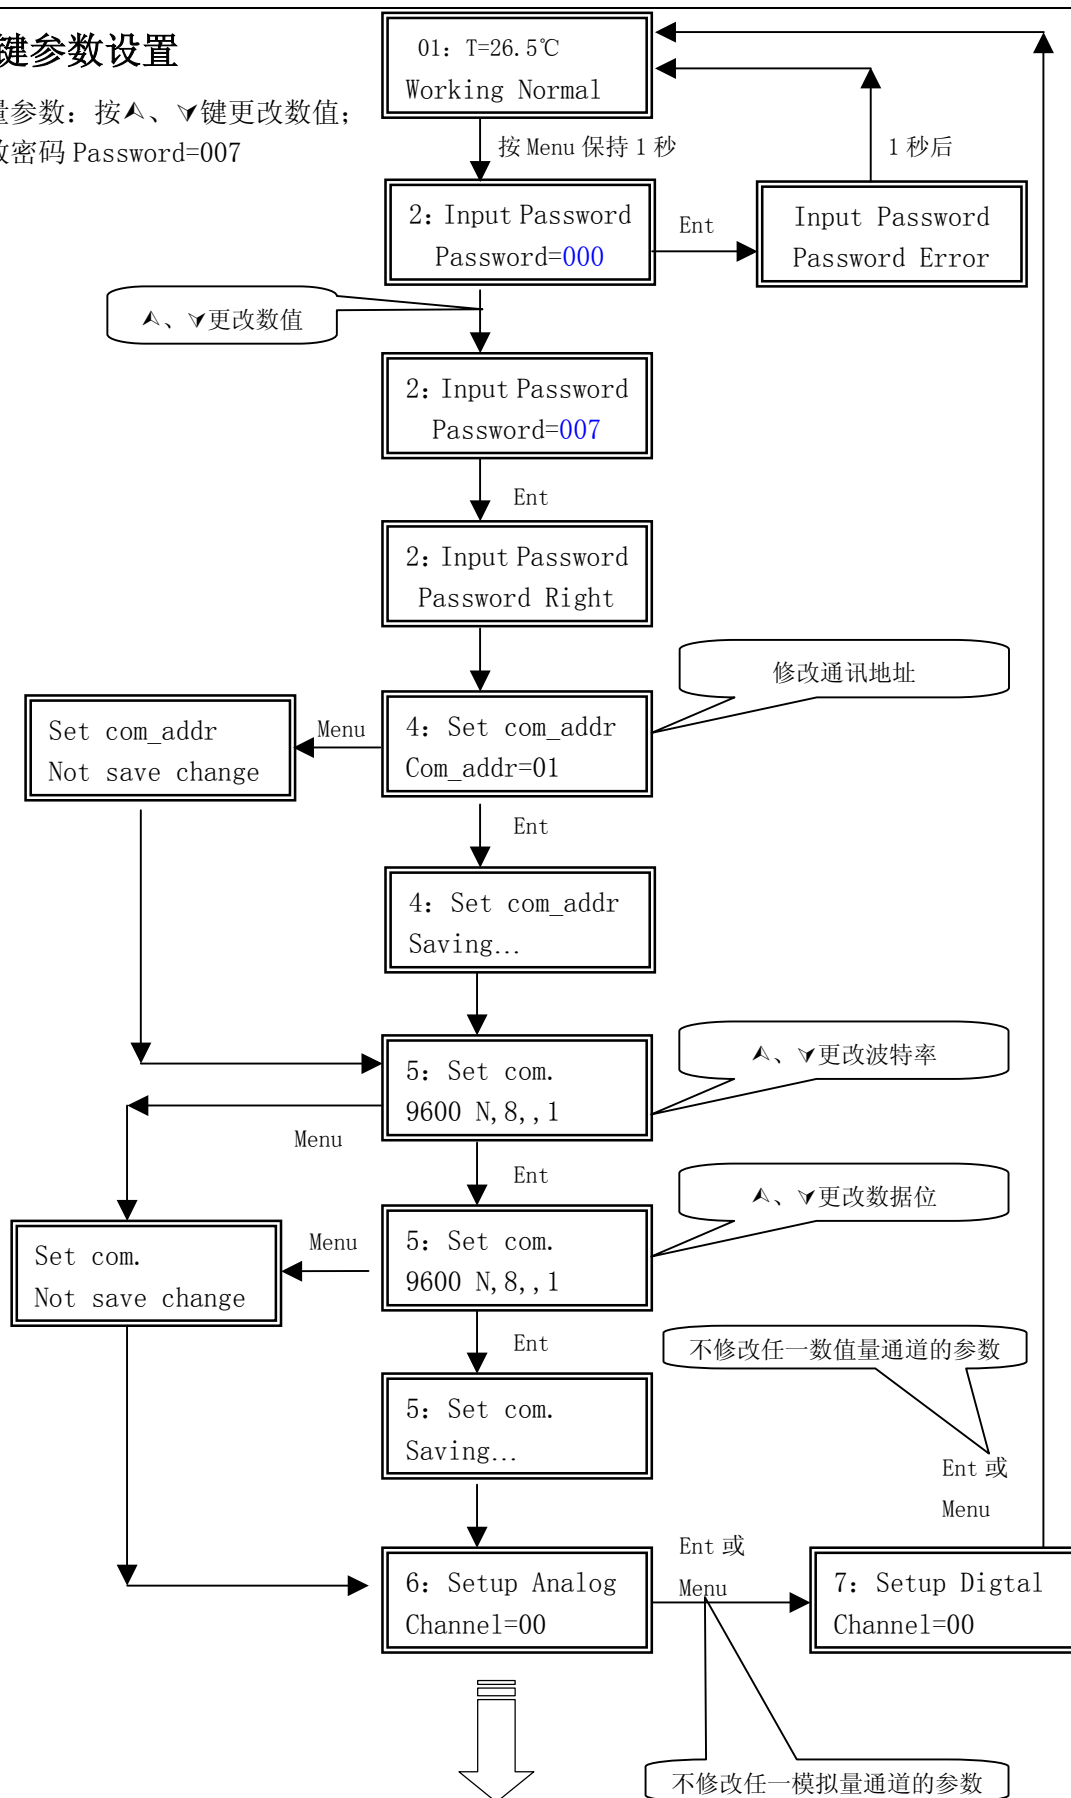 键参数设置
量参数：按⮝、⮟键更改数值；
改密码 Password=007
01：T=26.5℃
Working Normal
按 Menu 保持 1 秒
1 秒后
2：Input Password
Password=000
Ent
Input Password
Password Error
⮝、⮟更改数值
2：Input Password
Password=007
Ent
2：Input Password
Password Right
修改通讯地址
Set com_addr
Not save change
Menu
4：Set com_addr
Com_addr=01
Ent
4：Set com_addr
Saving...
⮝、⮟更改波特率
5：Set com.
9600 N,8,,1
Menu
Ent
⮝、⮟更改数据位
Set com.
Not save change
Menu
5：Set com.
9600 N,8,,1
Ent
不修改任一数值量通道的参数
5：Set com.
Saving...
Ent 或
Menu
Ent 或
Menu
6：Setup Analog
Channel=00
7：Setup Digtal
Channel=00
不修改任一模拟量通道的参数